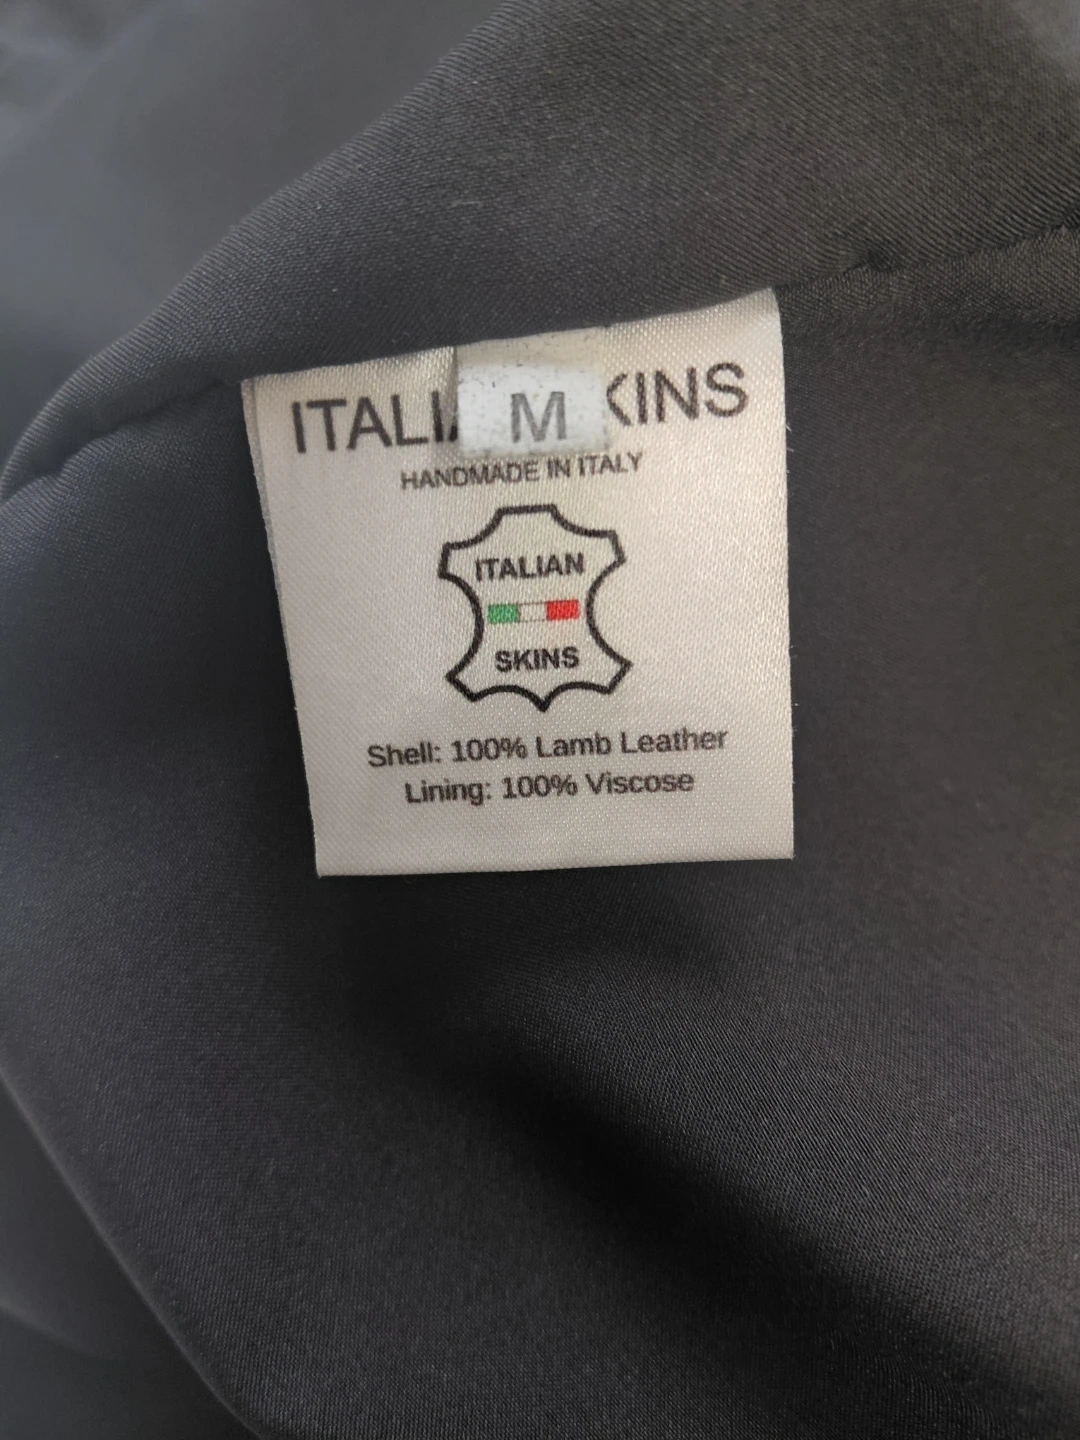 ITALI KINS
M
HANDMADE IN ITALY
ITALIAN
SKINS
Shell: 100% Lamb Leather
Lining: 100% Viscose